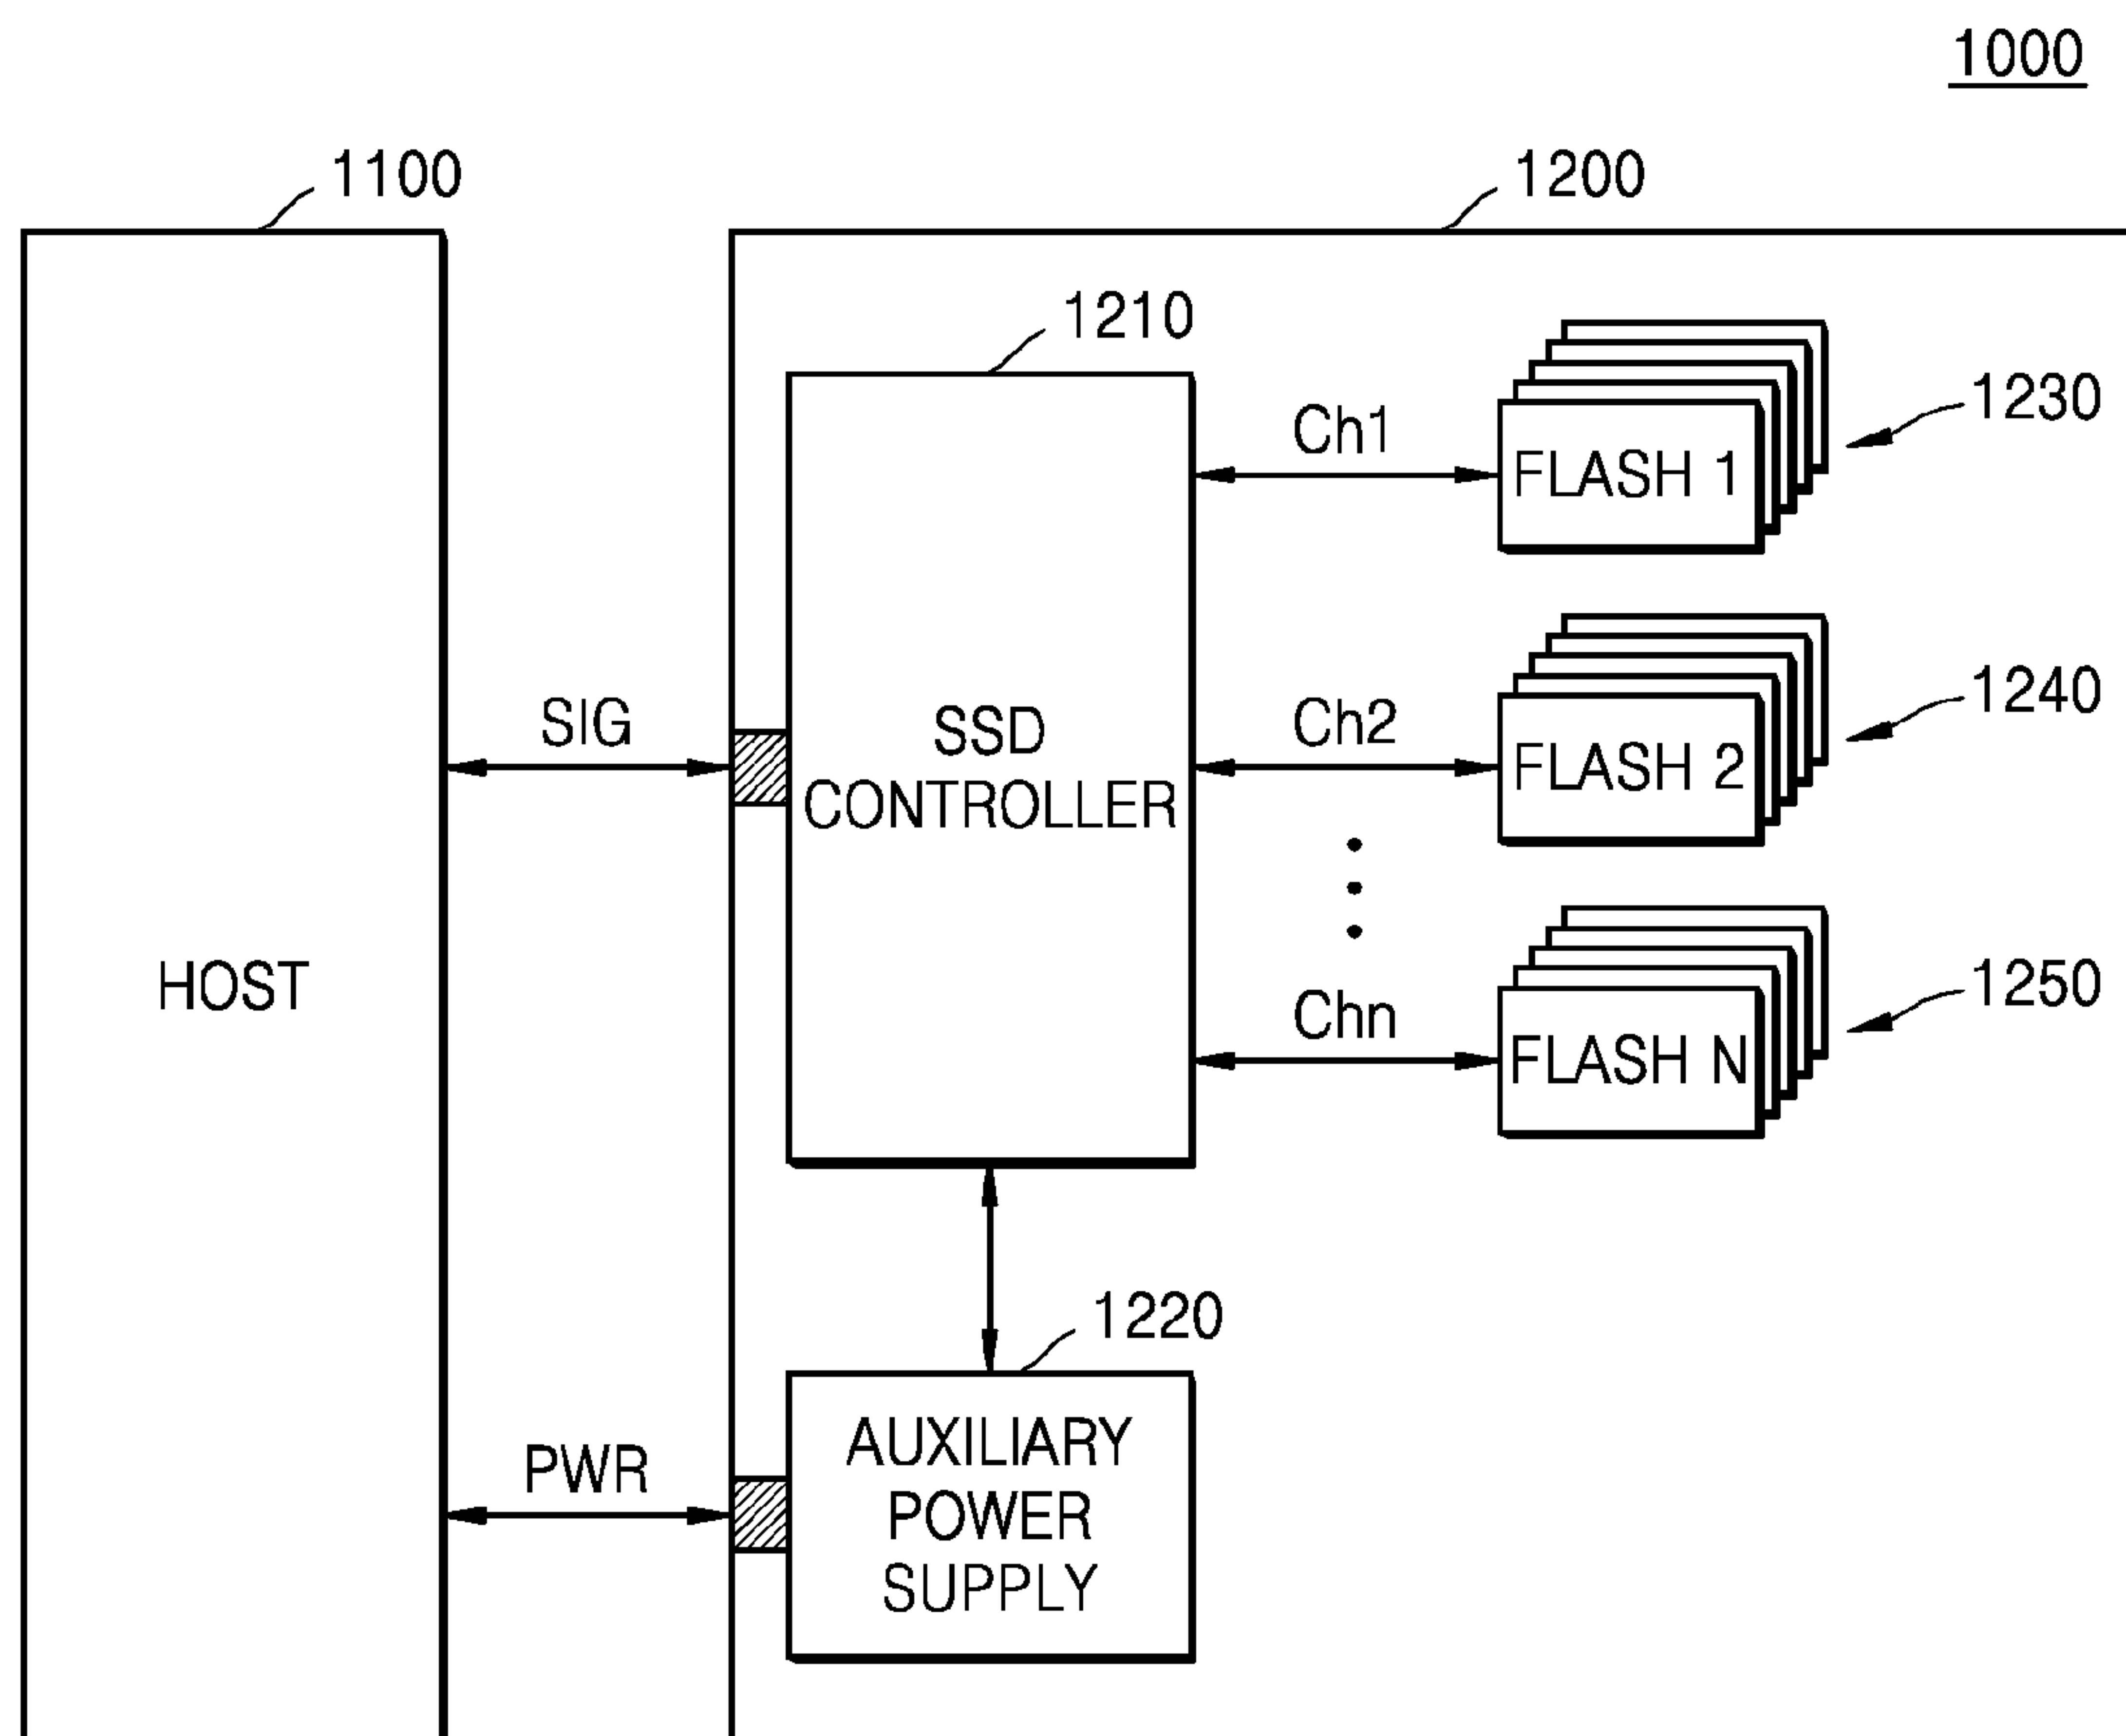 1000
1100
1200
1210
1230
Ch1
FLASH 1
1240
SIG
SSD
CONTROLLER
Ch2
FLASH 2
HOST
1250
Chn
FLASH N
1220
PWR
AUXILIARY
POWER
SUPPLY